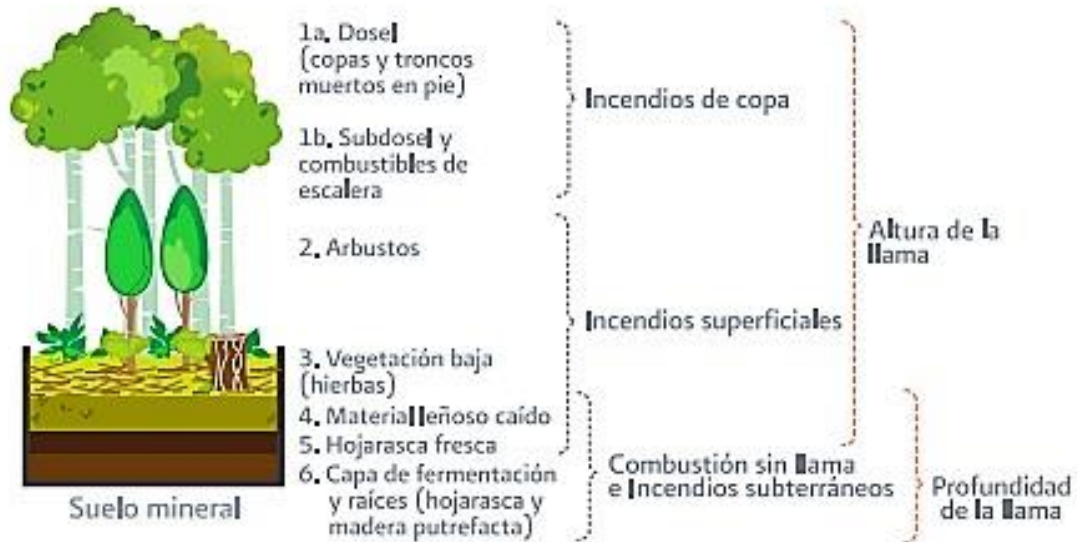 1a. Dosel
(copas y troncos
muertos en pie)
1b. Subdosel y
combustibles de
escalera
Incendios de copa
2. Arbustos
Altura de la
llama
Incendios superficiales
3. Vegetación baja
(hierbas)
4. Material leñoso caído
5. Hojarasca fresca
6. Capa de fermentación
y raíces (hojarasca y
madera putrefacta)
Combustión sin llama
e Incendios subterráneos
Profundidad
de la llama
Suelo mineral